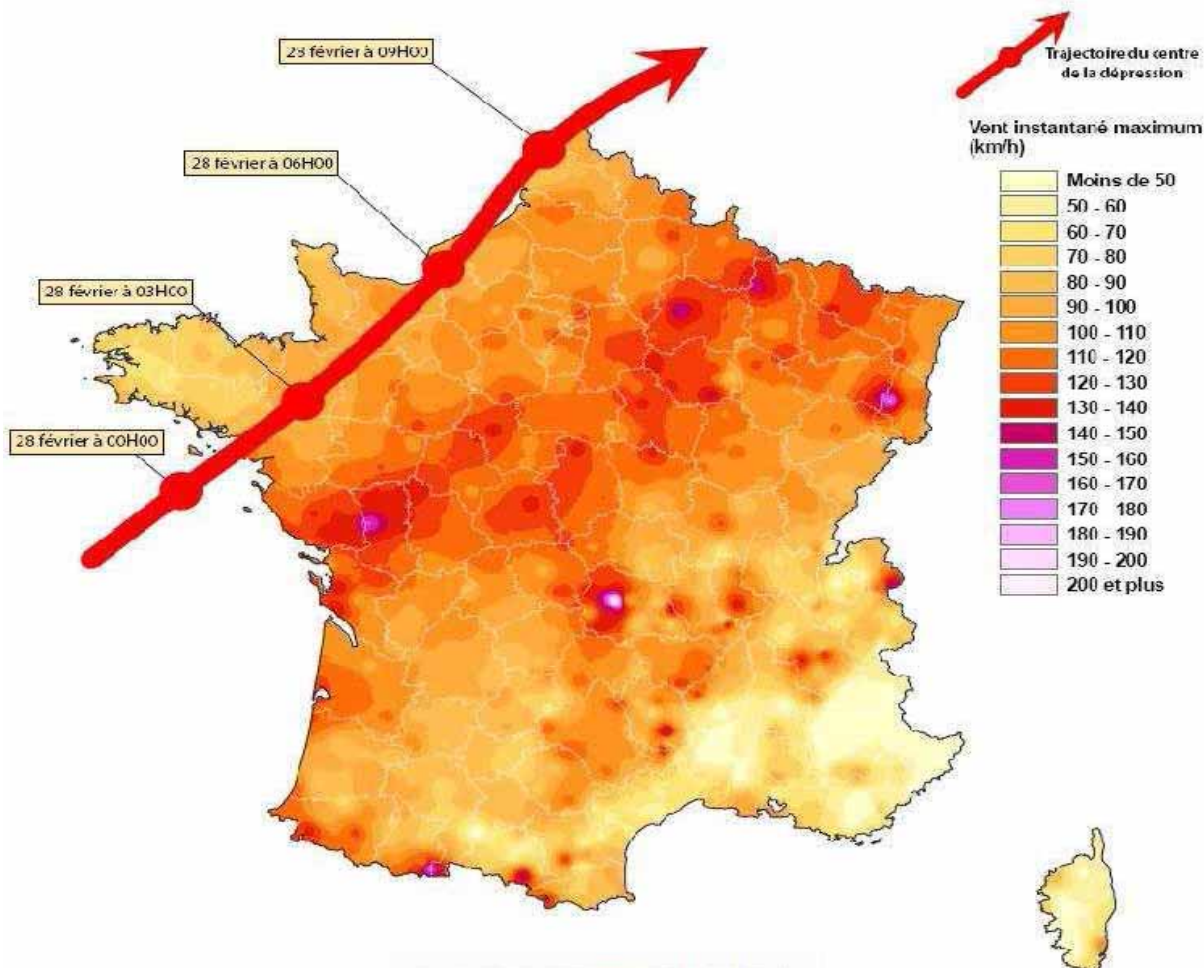 23 février à 09H00
28 février à 06H00
28 février à 03H00
28 février à 00H00
Trajectoire du centre
de la dépression
Vent instantané maximum
(km/h)
Moins de 50
50 - 60
60 - 70
70 - 80
80 - 90
90 - 100
100 - 110
110 - 120
120 - 130
130 - 140
140 - 150
150 - 160
160 - 170
170 180
180 - 190
190 - 200
200 et plus